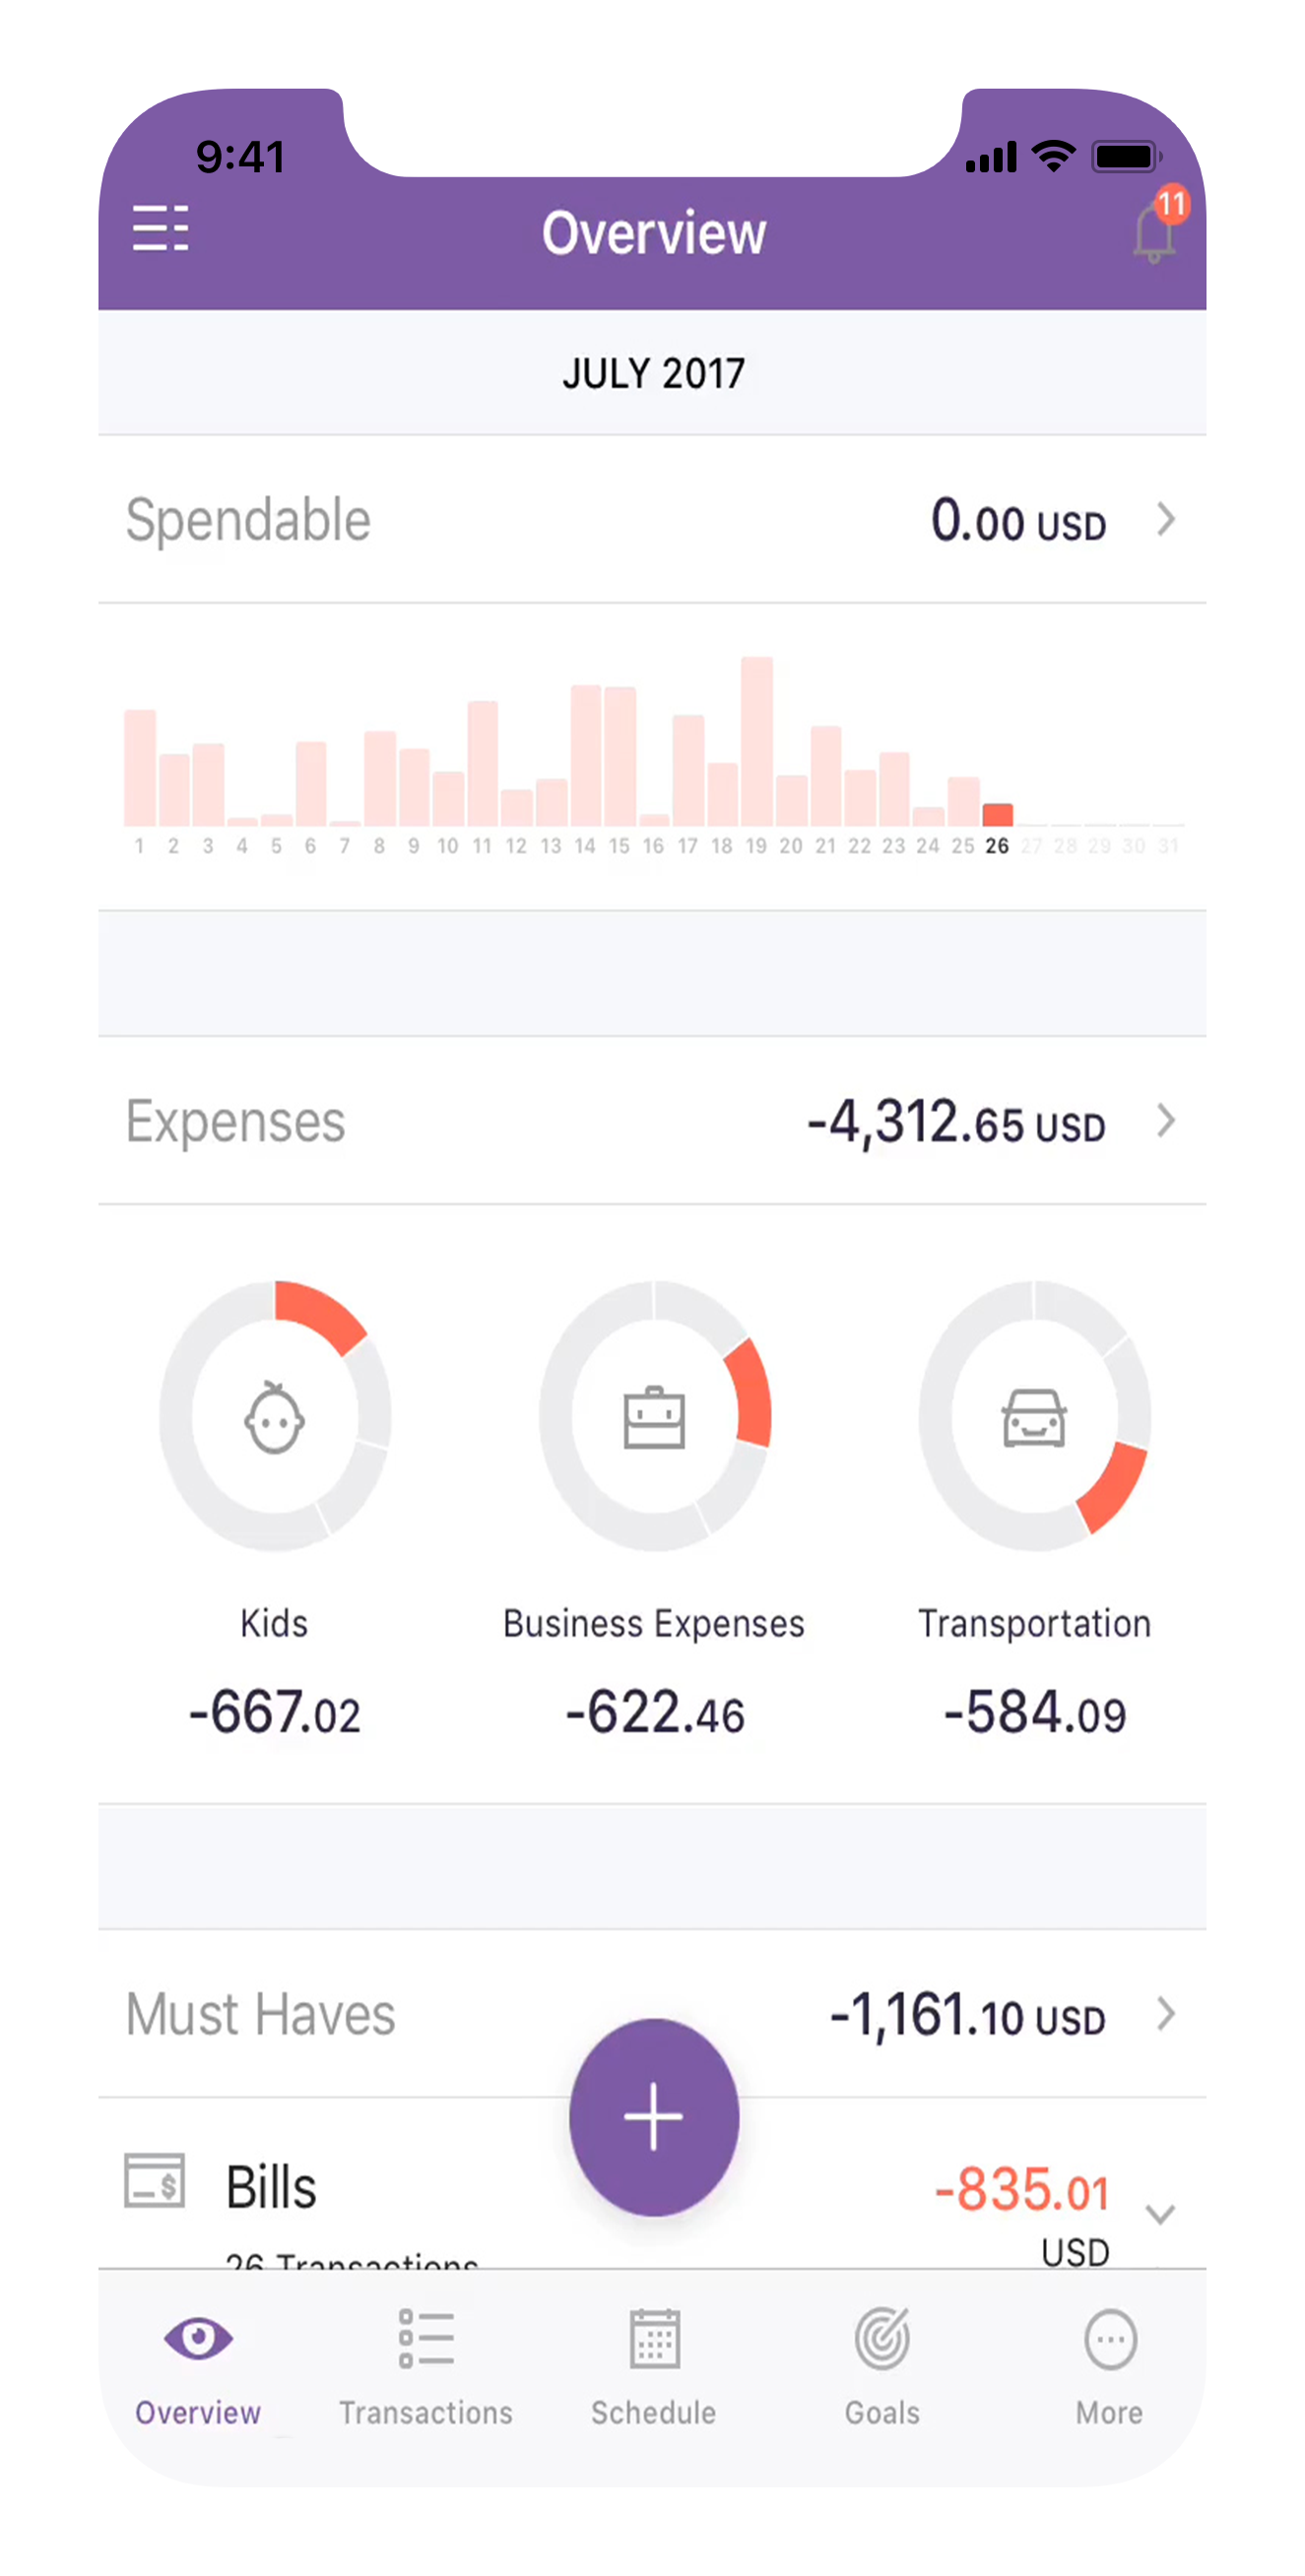 9:41
Overview
11
JULY 2017
Spendable 0.00 USD
1 2 3 4 5 6 7 8 9 10 11 12 13 14 15 16 17 18 19 20 21 22 23 24 25 26 27 28 29 30 31
Expenses -4,312.65 USD
Kids Business Expenses Transportation
-667.02 -622.46 -584.09
Must Haves -1,161.10 USD
Bills -835.01
26 Transactions USD
Overview Transactions Schedule Goals More